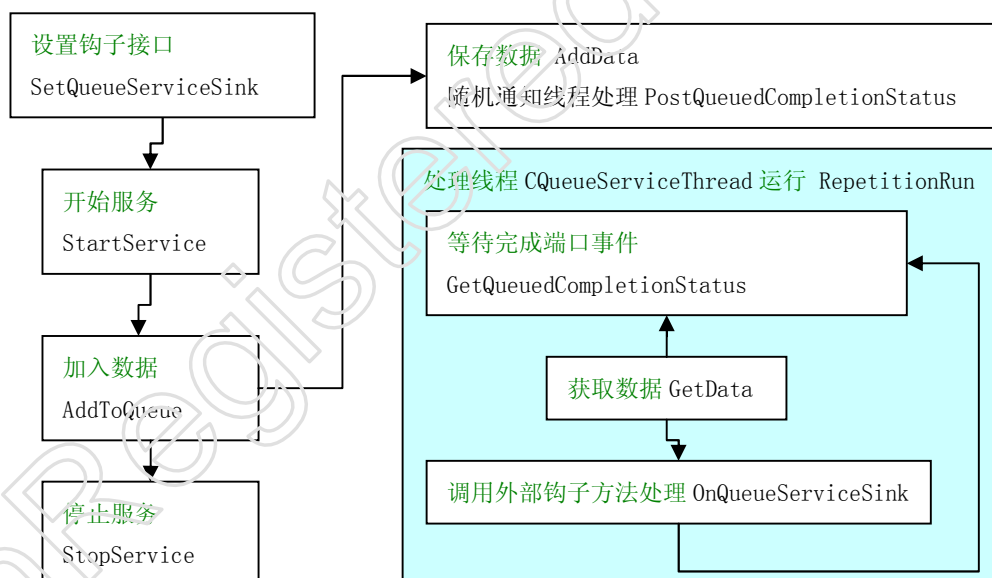 设置钩子接口
SetQueueServiceSink
开始服务
StartService
加入数据
AddToQueue
停止服务
StopService
保存数据 AddData
随机通知线程处理 PostQueuedCompletionStatus
处理线程 CQueueServiceThread 运行 RepetitionRun
等待完成端口事件
GetQueuedCompletionStatus
获取数据 GetData
调用外部钩子方法处理 OnQueueServiceSink